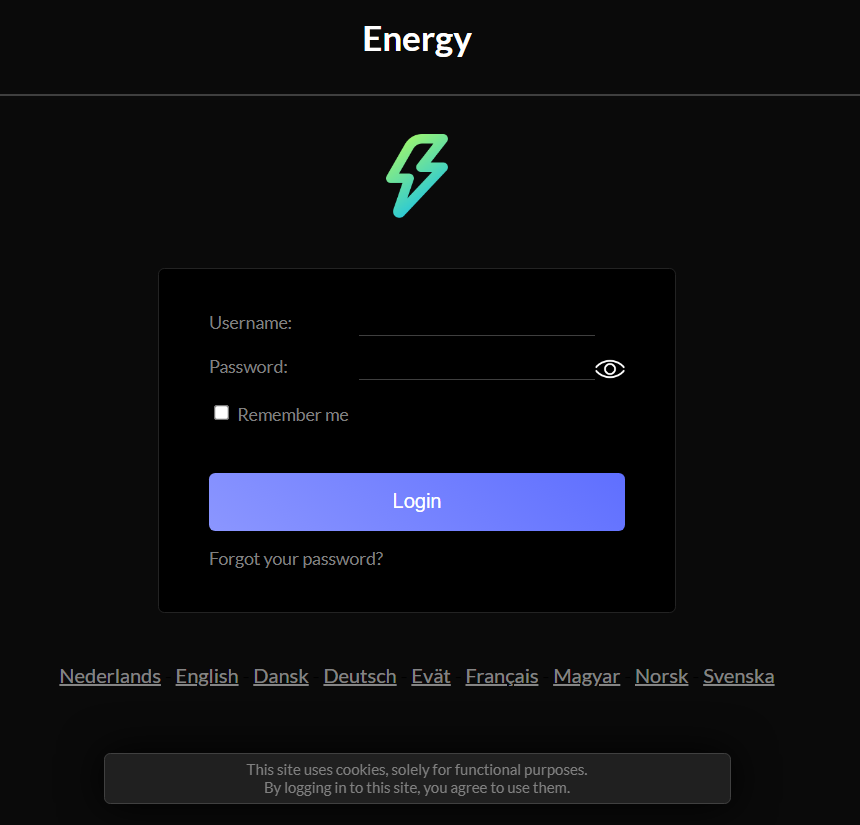 Energy
Username:
Password:
Remember me
Login
Forgot your password?
Nederlands English Dansk Deutsch Evät Français Magyar Norsk Svenska
This site uses cookies, solely for functional purposes.
By logging in to this site, you agree to use them.